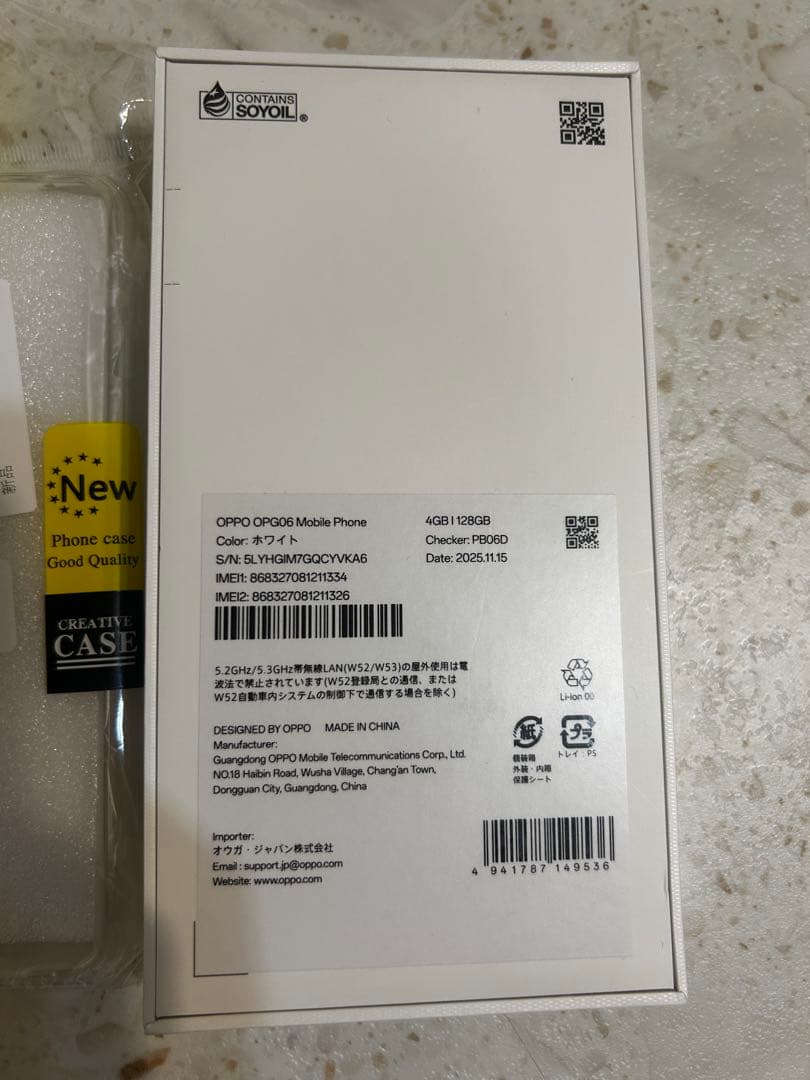 CONTAINS
SOYOIL®
新品
New
Phone case
Good Quality
CREATIVE
CASE
OPPO OPG06 Mobile Phone
4GB | 128GB
Color: ホワイト
Checker: PB06D
S/N: 5LYHGIM7GQCYVKA6
Date: 2025.11.15
IMEI1: 868327081211334
IMEI2: 868327081211326
5.2GHz/5.3GHz帯無線LAN(W52/W53)の屋外使用は電
波法で禁止されています(W52登録局との通信、または
W52自動車内システムの制御下で通信する場合を除く)
Li-ion 00
DESIGNED BY OPPO MADE IN CHINA
Manufacturer:
Guangdong OPPO Mobile Telecommunications Corp., Ltd.
NO.18 Haibin Road, Wusha Village, Chang'an Town,
Dongguan City, Guangdong, China
紙
個装箱
外装・内箱
保護シート
プラ
トレイ：PS
Importer:
オウガ・ジャパン株式会社
Email : support.jp@oppo.com
Website: www.oppo.com
4 941787 149536